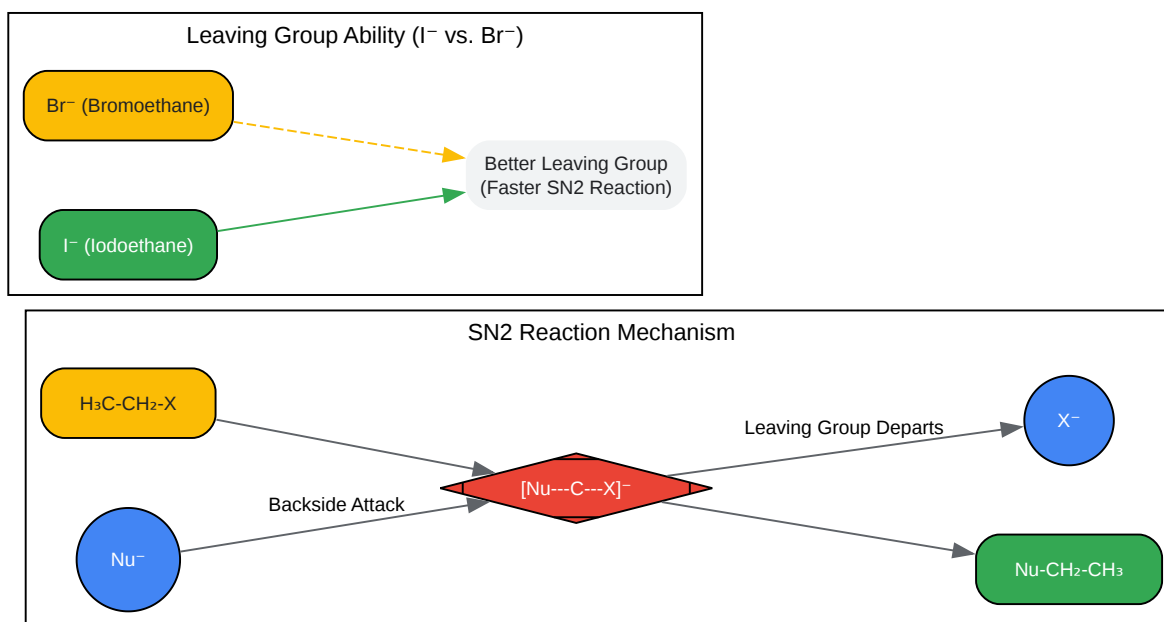 Leaving Group Ability (I⁻ vs. Br⁻)
Br⁻ (Bromoethane)
Better Leaving Group
(Faster SN2 Reaction)
I⁻ (Iodoethane)
SN2 Reaction Mechanism
H₃C-CH₂-X
X⁻
Leaving Group Departs
[Nu---C---X]⁻
Backside Attack
Nu⁻
Nu-CH₂-CH₃